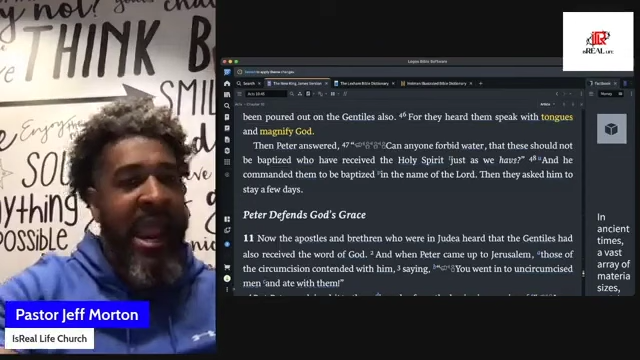 THINK B
SMIL
SOU
nything
POSSIBLE
Pastor Jeff Morton
IsReal Life Church
iSREAL LIFE
Logos Bible Software
Search
The New King James Version
The Lexham Bible Dictionary
Holman Illustrated Bible Dictionary
been poured out on the Gentiles also. 46 For they heard them speak with tongues
and magnify God.
Then Peter answered, 47 "Can anyone forbid water, that these should not
be baptized who have received the Holy Spirit just as we have?" 48 And he
commanded them to be baptized in the name of the Lord. Then they asked him to
stay a few days.
Peter Defends God's Grace
11 Now the apostles and brethren who were in Judea heard that the Gentiles had
also received the word of God. 2 And when Peter came up to Jerusalem, those of
the circumcision contended with him, 3 saying, "You went in to uncircumcised
men and ate with them!"
In
ancient
times,
a vast
array of
materia
sizes,